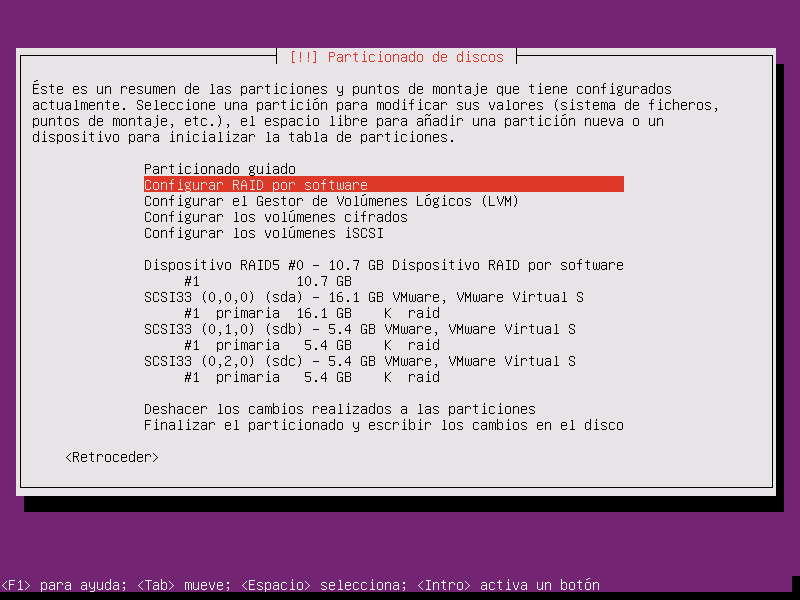 [!!] Particionado de discos
Éste es un resumen de las particiones y puntos de montaje que tiene configurados
actualmente. Seleccione una partición para modificar sus valores (sistema de ficheros,
puntos de montaje, etc.), el espacio libre para añadir una partición nueva o un
dispositivo para inicializar la tabla de particiones.
Particionado guiado
Configurar RAID por software
Configurar el Gestor de Volúmenes Lógicos (LVM)
Configurar los volúmenes cifrados
Configurar los volúmenes iSCSI
Dispositivo RAID5 #0 - 10.7 GB Dispositivo RAID por software
#1 10.7 GB
SCSI33 (0,0,0) (sda) - 16.1 GB VMware, VMware Virtual S
#1 primaria 16.1 GB K raid
SCSI33 (0,1,0) (sdb) - 5.4 GB VMware, VMware Virtual S
#1 primaria 5.4 GB K raid
SCSI33 (0,2,0) (sdc) - 5.4 GB VMware, VMware Virtual S
#1 primaria 5.4 GB K raid
Deshacer los cambios realizados a las particiones
Finalizar el particionado y escribir los cambios en el disco
<Retroceder>
<F1> para ayuda; <Tab> mueve; <Espacio> selecciona; <Intro> activa un botón